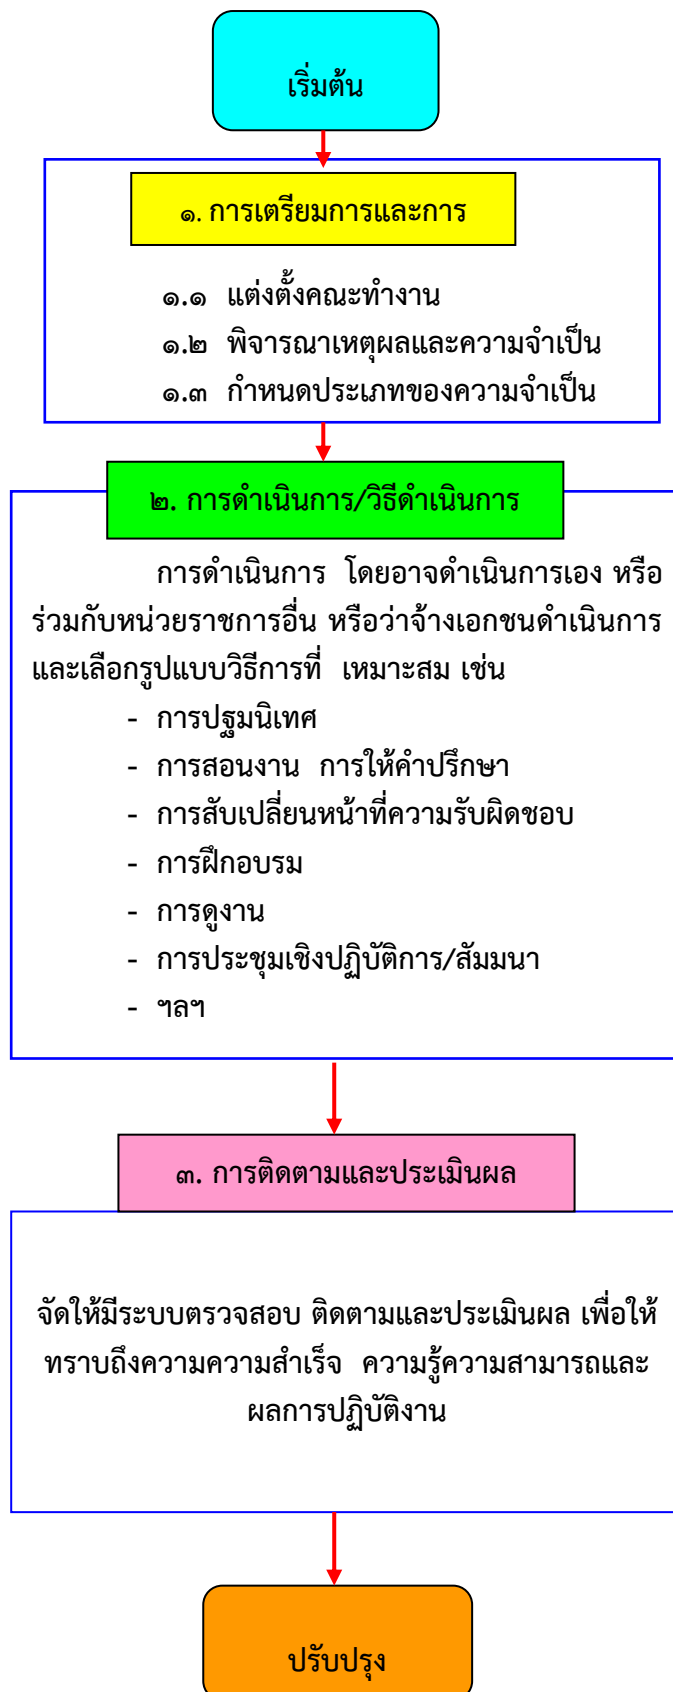 เริ่มต้น
๑. การเตรียมการและการ
๑.๑ แต่งตั้งคณะทำงาน
๑.๒ พิจารณาเหตุผลและความจำเป็น
๑.๓ กำหนดประเภทของความจำเป็น
๒. การดำเนินการ/วิธีดำเนินการ
การดำเนินการ โดยอาจดำเนินการเอง หรือ
ร่วมกับหน่วยราชการอื่น หรือว่าจ้างเอกชนดำเนินการ
และเลือกรูปแบบวิธีการที่ เหมาะสม เช่น
- การปฐมนิเทศ
- การสอนงาน การให้คำปรึกษา
- การสับเปลี่ยนหน้าที่ความรับผิดชอบ
- การฝึกอบรม
- การดูงาน
- การประชุมเชิงปฏิบัติการ/สัมมนา
- ฯลฯ
๓. การติดตามและประเมินผล
จัดให้มีระบบตรวจสอบ ติดตามและประเมินผล เพื่อให้
ทราบถึงความความสำเร็จ ความรู้ความสามารถและ
ผลการปฏิบัติงาน
ปรับปรุง